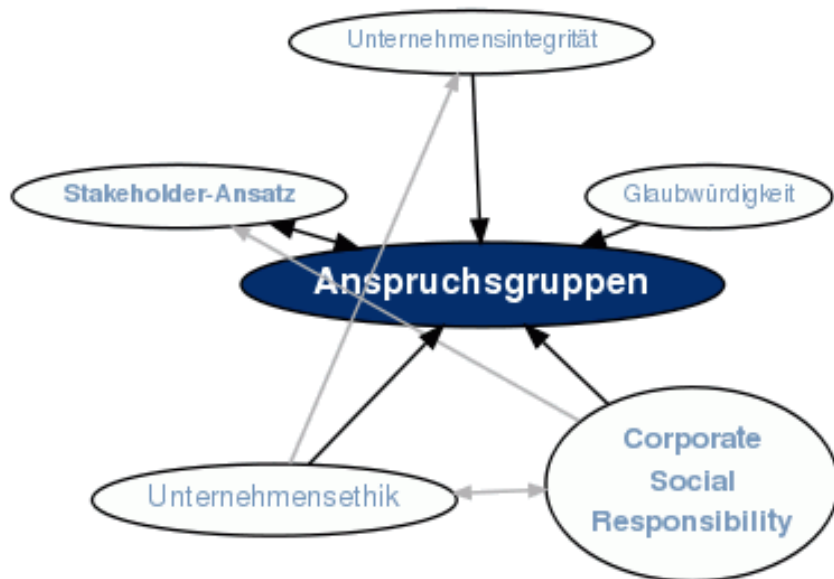 Unternehmensintegrität
Stakeholder-Ansatz
Glaubwürdigkeit
Anspruchsgruppen
Unternehmensethik
Corporate
Social
Responsibility